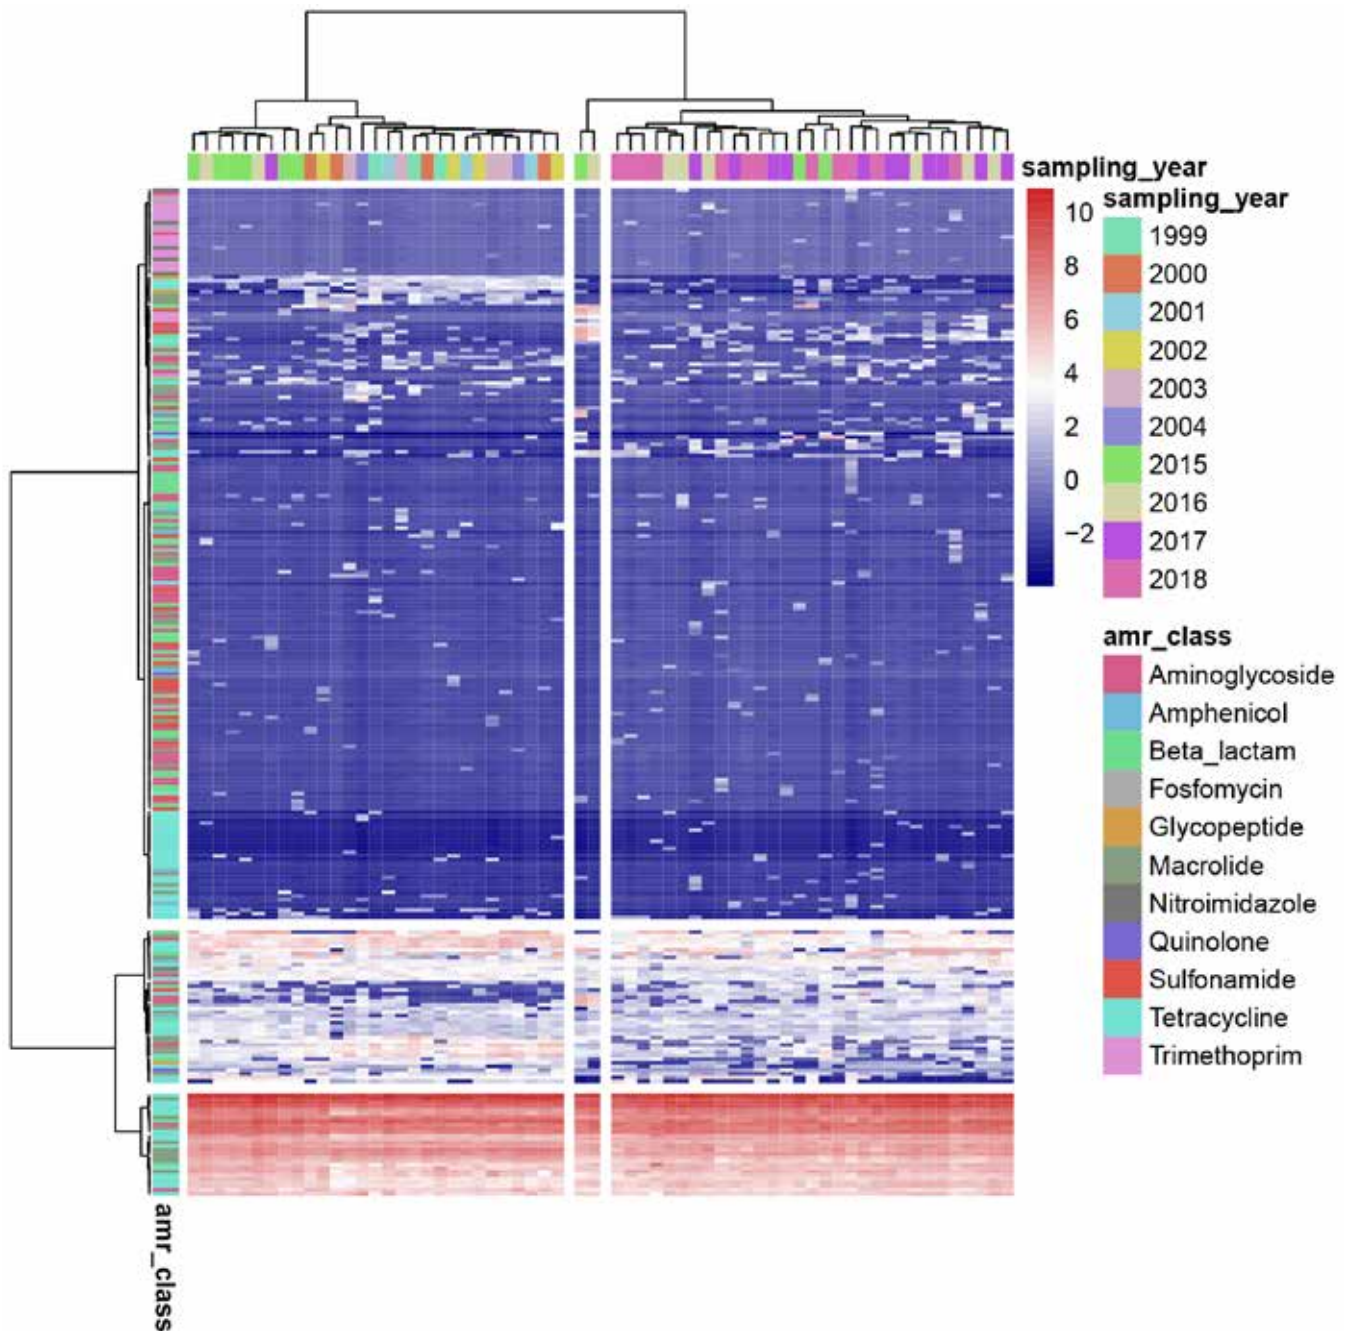 sampling_year
10
8
6
4
2
0
−2
sampling_year
1999
2000
2001
2002
2003
2004
2015
2016
2017
2018
amr_class
Aminoglycoside
Amphenicol
Beta_lactam
Fosfomycin
Glycopeptide
Macrolide
Nitroimidazole
Quinolone
Sulfonamide
Tetracycline
Trimethoprim
amr_class